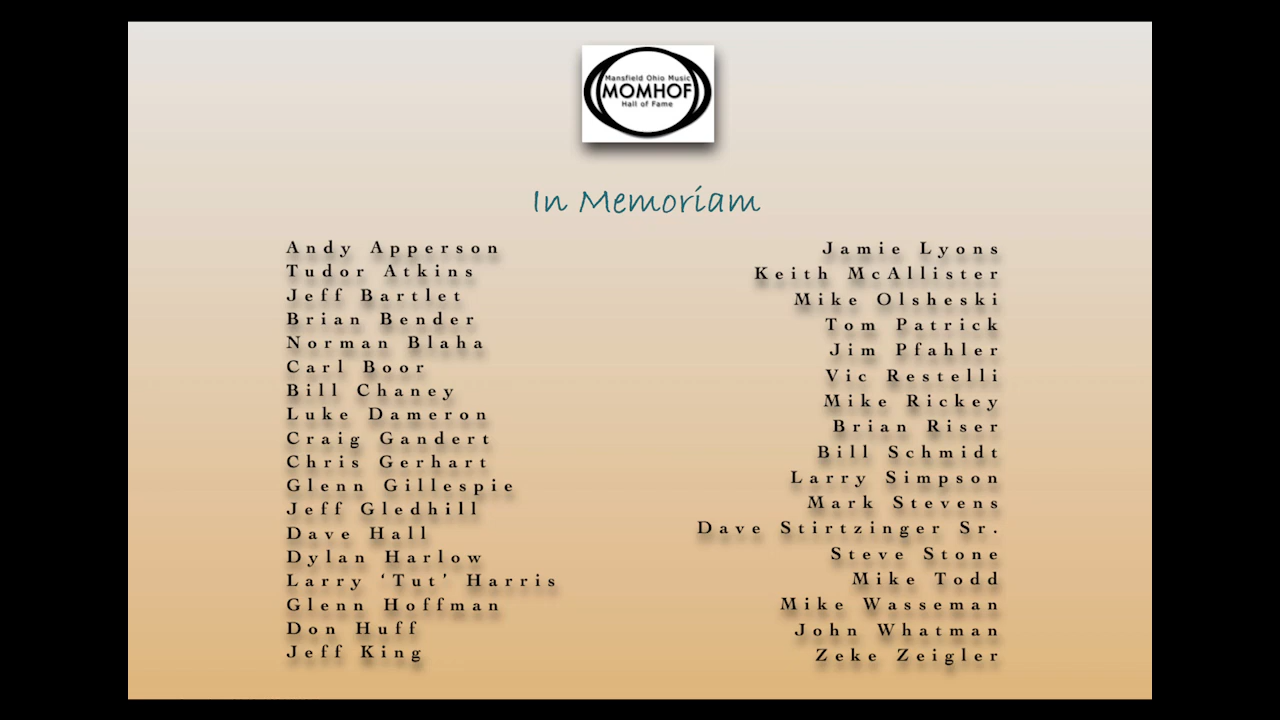 Mansfield Ohio Music
MOMHOF
Hall of Fame
In Memoriam
Andy Apperson
Tudor Atkins
Jeff Bartlet
Brian Bender
Norman Blaha
Carl Boor
Bill Chaney
Luke Dameron
Craig Gandert
Chris Gerhart
Glenn Gillespie
Jeff Gledhill
Dave Hall
Dylan Harlow
Larry ‘Tut’ Harris
Glenn Hoffman
Don Huff
Jeff King
Jamie Lyons
Keith McAllister
Mike Olsheski
Tom Patrick
Jim Pfahler
Vic Restelli
Mike Rickey
Brian Riser
Bill Schmidt
Larry Simpson
Mark Stevens
Dave Stirtzinger Sr.
Steve Stone
Mike Todd
Mike Wasseman
John Whatman
Zeke Zeigler